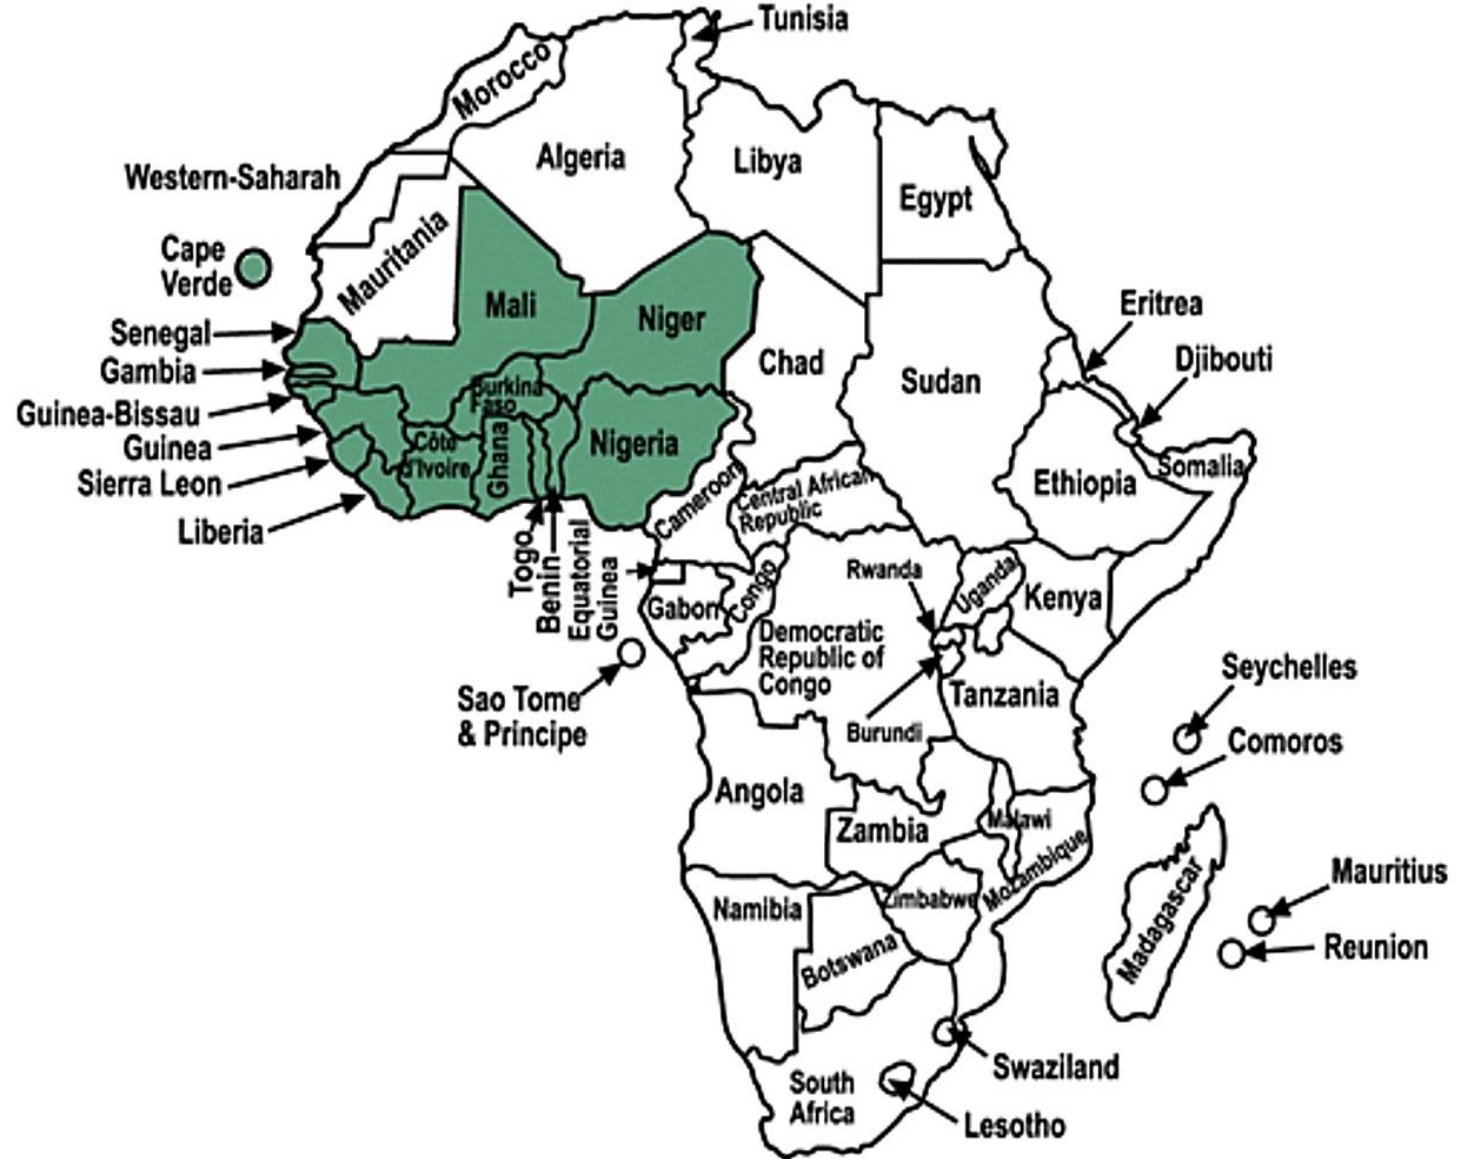 Tunisia
Morocco
Algeria
Libya
Egypt
Western-Saharah
Cape
Verde
Mauritania
Mali
Niger
Chad
Sudan
Eritrea
Djibouti
Senegal
Gambia
Guinea-Bissau
Guinea
Sierra Leon
Liberia
Burkina
Faso
Côte
d'Ivoire
Ghana
Nigeria
Togo
Benin
Equatorial
Guinea
Cameroon
Central African
Republic
Ethiopia
Somalia
Rwanda
Uganda
Kenya
Gabon
Congo
Democratic
Republic of
Congo
Sao Tome
& Principe
Burundi
Tanzania
Seychelles
Comoros
Angola
Zambia
Malawi
Mozambique
Namibia
Zimbabwe
Botswana
Madagascar
Mauritius
Reunion
Swaziland
South
Africa
Lesotho